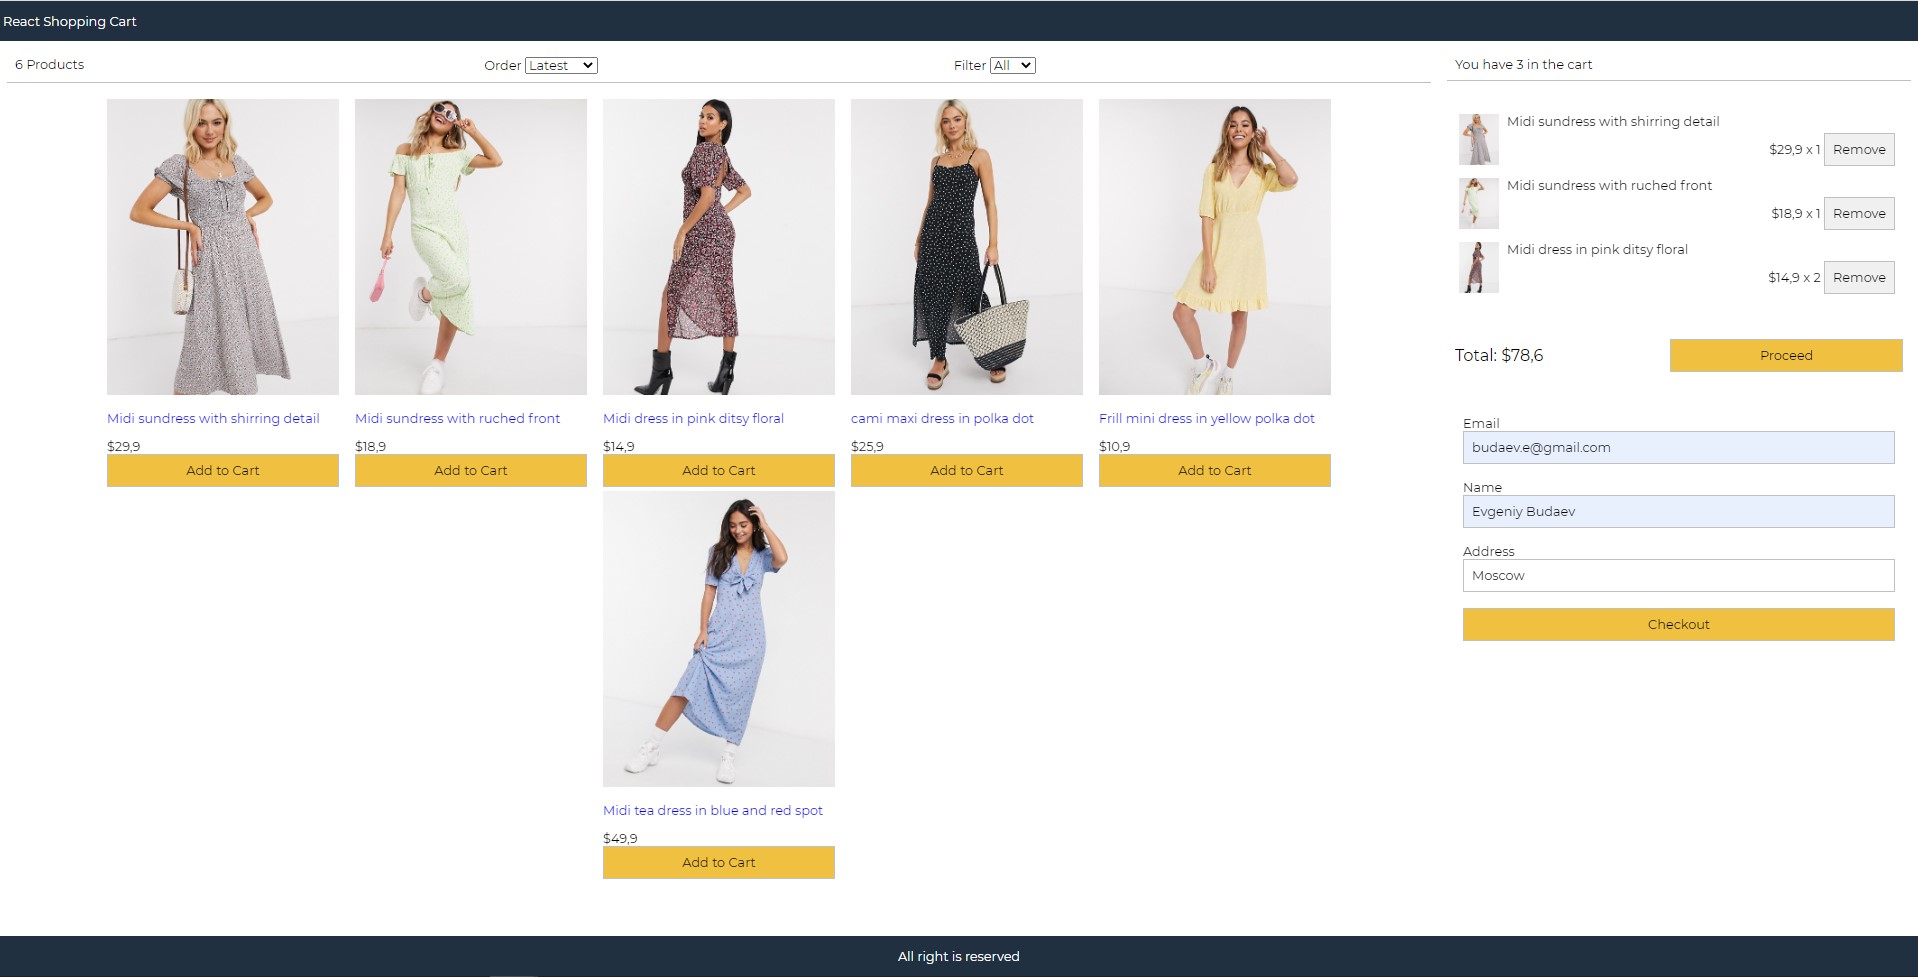 React Shopping Cart
6 Products
Order Latest
Filter All
You have 3 in the cart
Midi sundress with shirring detail
$29,9
Add to Cart
Midi sundress with ruched front
$18,9
Add to Cart
Midi dress in pink ditsy floral
$14,9
Add to Cart
cami maxi dress in polka dot
$25,9
Add to Cart
Frill mini dress in yellow polka dot
$10,9
Add to Cart
Midi tea dress in blue and red spot
$49,9
Add to Cart
Midi sundress with shirring detail
$29,9 x 1 Remove
Midi sundress with ruched front
$18,9 x 1 Remove
Midi dress in pink ditsy floral
$14,9 x 2 Remove
Total: $78,6
Proceed
Email
budaev.e@gmail.com
Name
Evgeniy Budaev
Address
Moscow
Checkout
All right is reserved